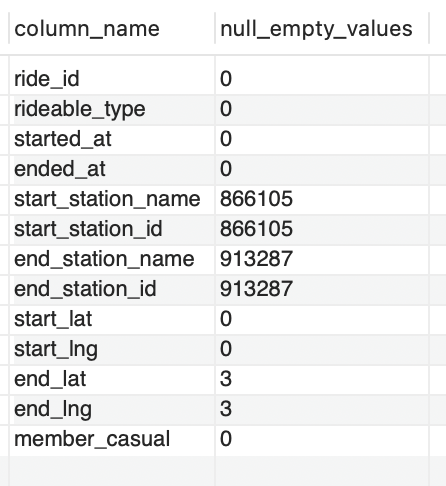 column_name null_empty_values
ride_id 0
rideable_type 0
started_at 0
ended_at 0
start_station_name 866105
start_station_id 866105
end_station_name 913287
end_station_id 913287
start_lat 0
start_lng 0
end_lat 3
end_lng 3
member_casual 0